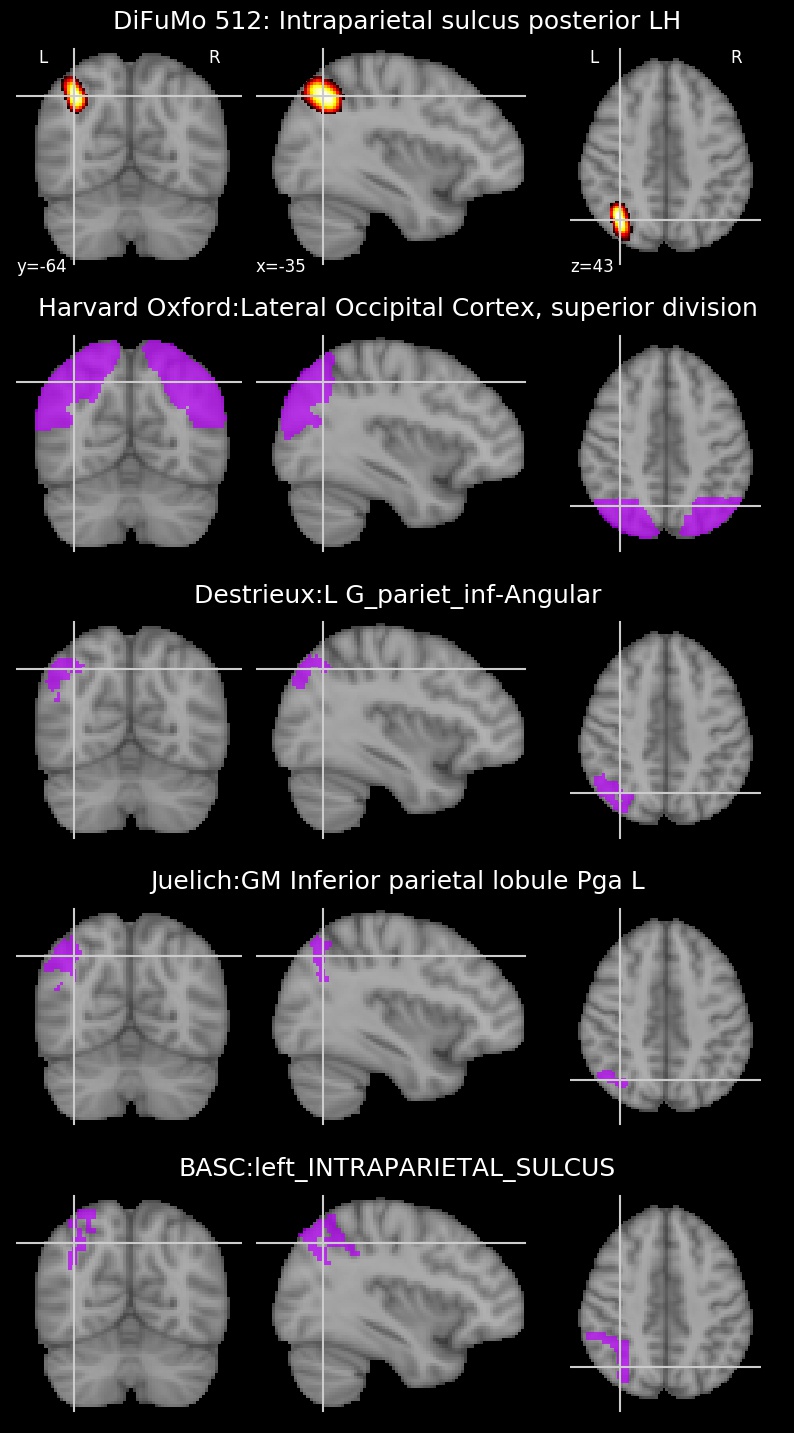 DiFuMo 512: Intraparietal sulcus posterior LH
L R L R
y=-64 x=-35 z=43
Harvard Oxford:Lateral Occipital Cortex, superior division
Destrieux:L G_pariet_inf-Angular
Juelich:GM Inferior parietal lobule Pga L
BASC:left_INTRAPARIETAL_SULCUS